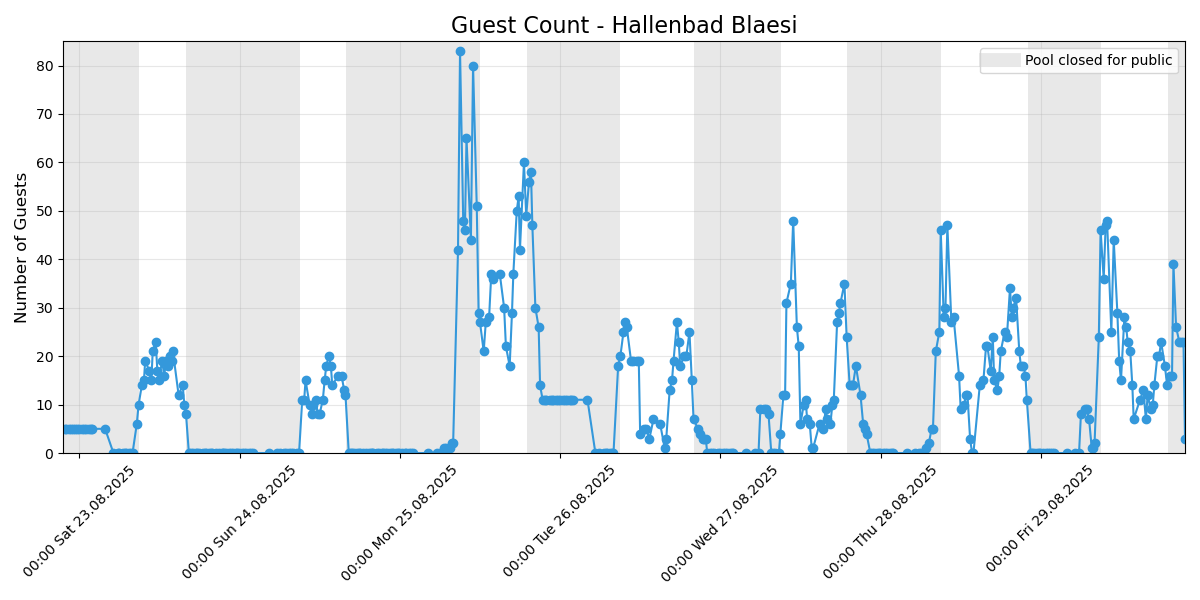 Guest Count - Hallenbad Blaesi
Pool closed for public
Number of Guests
80
70
60
50
40
30
20
10
0
00:00 Sat 23.08.2025
00:00 Sun 24.08.2025
00:00 Mon 25.08.2025
00:00 Tue 26.08.2025
00:00 Wed 27.08.2025
00:00 Thu 28.08.2025
00:00 Fri 29.08.2025